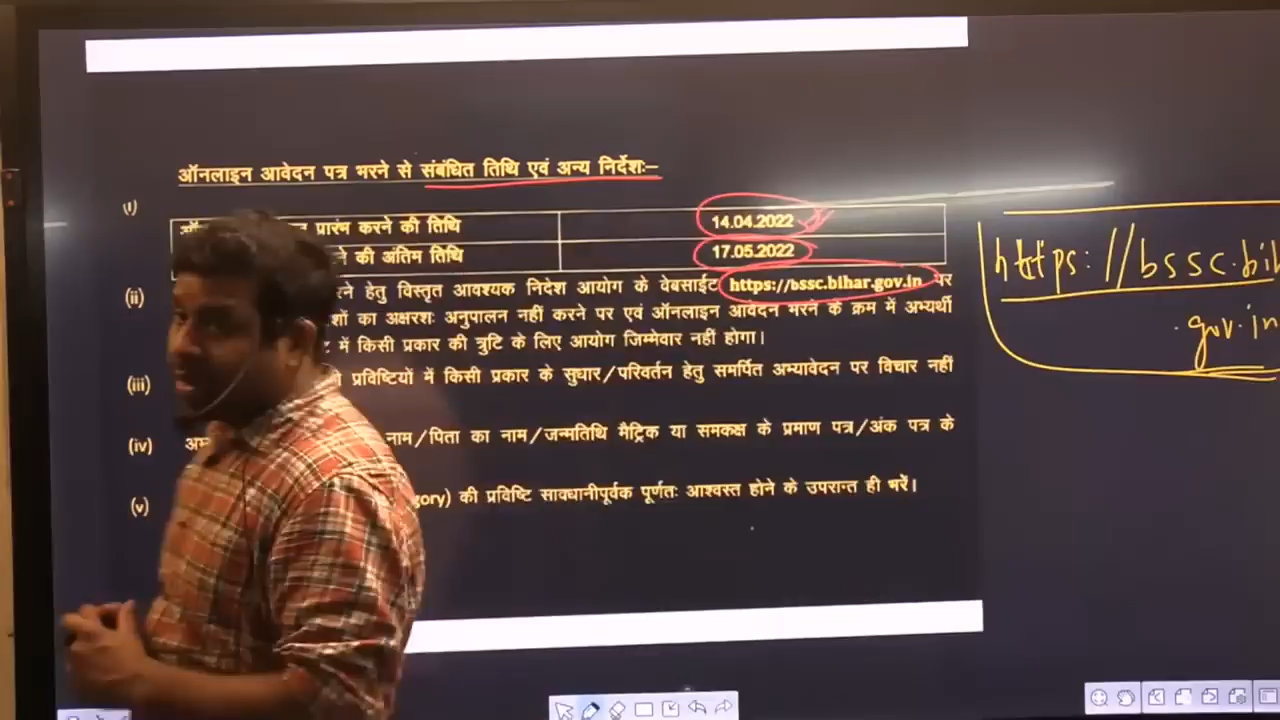 ऑनलाइन आवेदन पत्र भरने से संबंधित तिथि एवं अन्य निर्देशः–
(i)
प्रारंभ करने की तिथि 14.04.2022
की अंतिम तिथि 17.05.2022
(ii) हेतु विस्तृत आवश्यक निदेश आयोग के वेबसाईट https://bssc.bihar.gov.in पर
का अक्षरशः अनुपालन नहीं करने पर एवं ऑनलाइन आवेदन भरने के क्रम में अभ्यर्थी
में किसी प्रकार की त्रुटि के लिए आयोग जिम्मेवार नहीं होगा।
(iii) प्रविष्टियों में किसी प्रकार के सुधार/परिवर्तन हेतु समर्पित अभ्यावेदन पर विचार नहीं
(iv) नाम/पिता का नाम/जन्मतिथि मैट्रिक या समकक्ष के प्रमाण पत्र/अंक पत्र के
(v) gory) की प्रविष्टि सावधानीपूर्वक पूर्णतः आश्वस्त होने के उपरान्त ही भरें।
https://bssc.bih
.gov.in